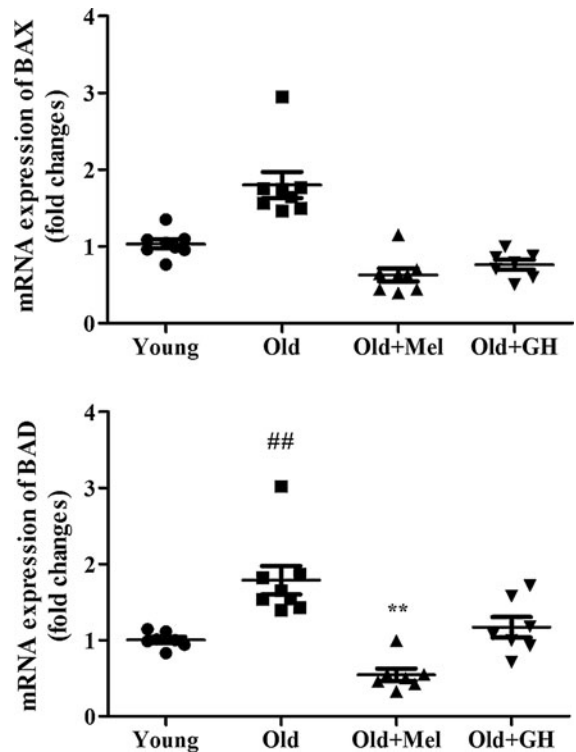 mRNA expression of BAX
(fold changes)
4
3
2
1
0
Young Old Old+Mel Old+GH
mRNA expression of BAD
(fold changes)
4
3
2
1
0
##
**
Young Old Old+Mel Old+GH